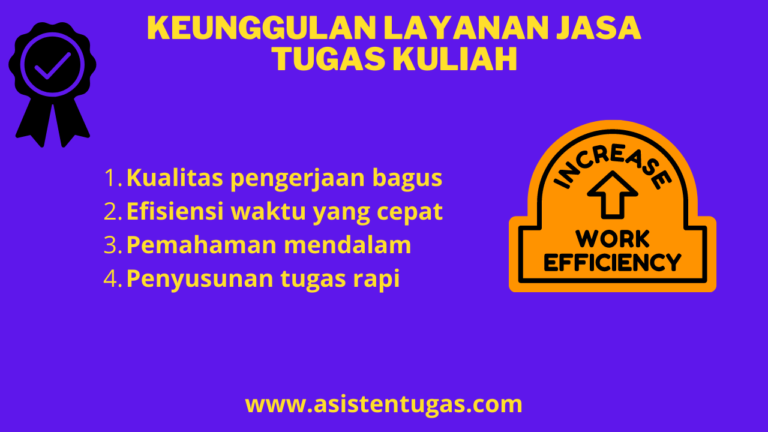 KEUNGGULAN LAYANAN JASA
TUGAS KULIAH
1. Kualitas pengerjaan bagus
2. Efisiensi waktu yang cepat
3. Pemahaman mendalam
4. Penyusunan tugas rapi
INCREASE
WORK
EFFICIENCY
www.asistentugas.com